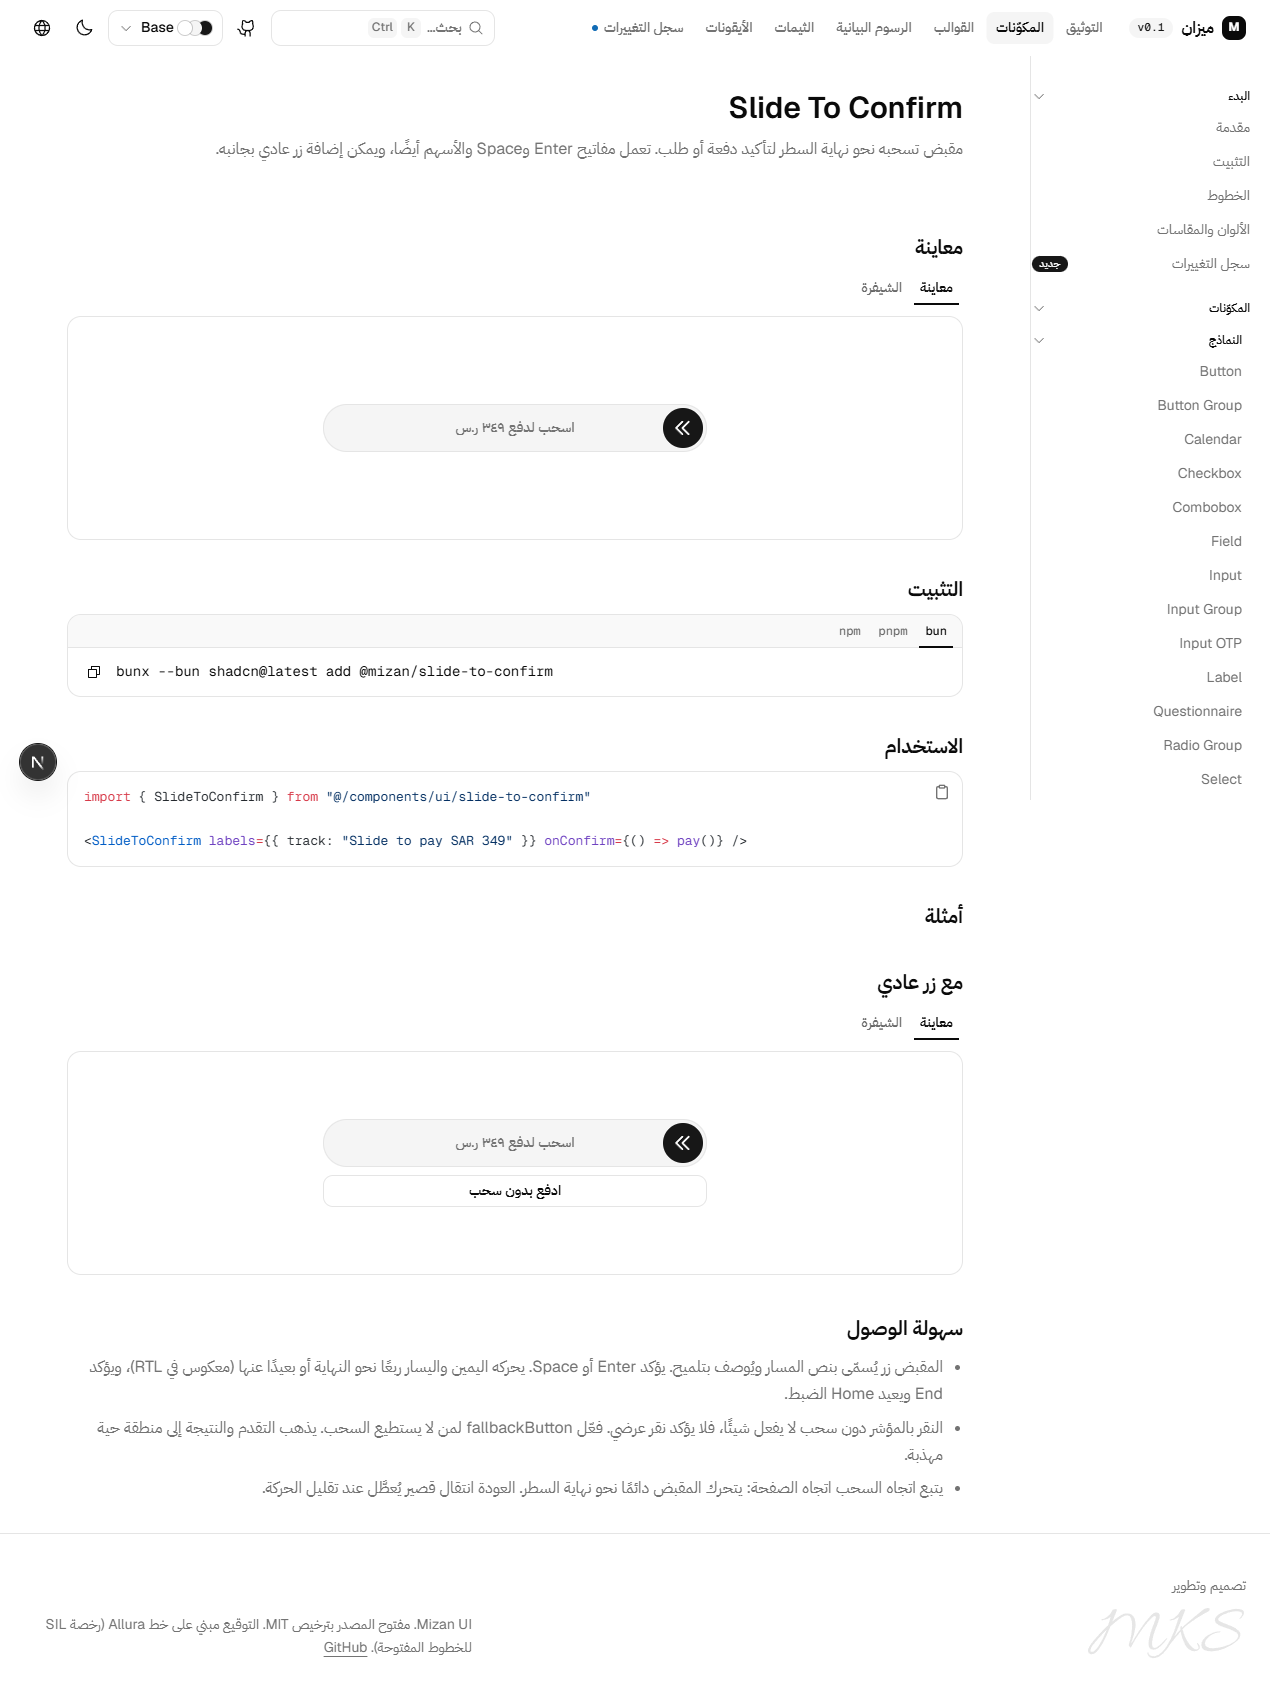 ميزان v0.1 التوثيق المكوّنات القوالب الرسوم البيانية الثيمات الأيقونات سجل التغييرات بحث... Ctrl K Base
البدء
مقدمة
التثبيت
الخطوط
الألوان والمقاسات
سجل التغييرات جديد
المكوّنات
النماذج
Button
Button Group
Calendar
Checkbox
Combobox
Field
Input
Input Group
Input OTP
Label
Questionnaire
Radio Group
Select
Slide To Confirm
مقبض تسحبه نحو نهاية السطر لتأكيد دفعة أو طلب. تعمل مفاتيح Enter وSpace والأسهم أيضًا، ويمكن إضافة زر عادي بجانبه.
معاينة
معاينة الشيفرة
اسحب لدفع ٣٤٩ ر.س
التثبيت
bun pnpm npm
bunx --bun shadcn@latest add @mizan/slide-to-confirm
الاستخدام
import { SlideToConfirm } from "@/components/ui/slide-to-confirm"
<SlideToConfirm labels={{ track: "Slide to pay SAR 349" }} onConfirm={() => pay()} />
أمثلة
مع زر عادي
معاينة الشيفرة
اسحب لدفع ٣٤٩ ر.س
ادفع بدون سحب
سهولة الوصول
• المقبض زر يُسمّى بنص المسار ويُوصف بتلميح. يؤكد Enter أو Space. يحركه اليمين واليسار ربعًا نحو النهاية أو بعيدًا عنها (معكوس في RTL)، ويؤكد
End ويعيد Home الضبط.
• النقر بالمؤشر دون سحب لا يفعل شيئًا، فلا يؤكد نقر عرضي. فعّل fallbackButton لمن لا يستطيع السحب. يذهب التقدم والنتيجة إلى منطقة حية
مهذبة.
• يتبع اتجاه السحب اتجاه الصفحة: يتحرك المقبض دائمًا نحو نهاية السطر. العودة انتقال قصير يُعطَّل عند تقليل الحركة.
تصميم وتطوير
MKS
Mizan UI. مفتوح المصدر بترخيص MIT. التوقيع مبني على خط Allura (رخصة SIL
للخطوط المفتوحة). GitHub